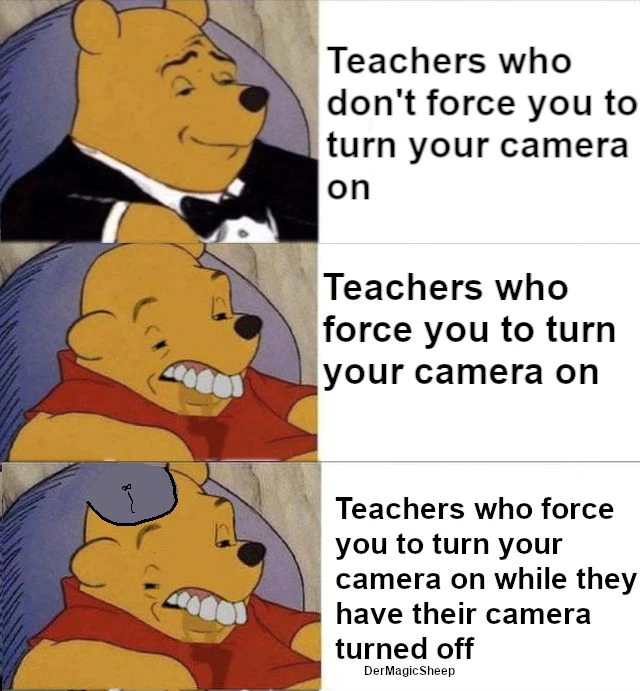 Teachers who
don't force you to
turn your camera
on
Teachers who
force you to turn
your camera on
Teachers who force
you to turn your
camera on while they
have their camera
turned off
DerMagicSheep